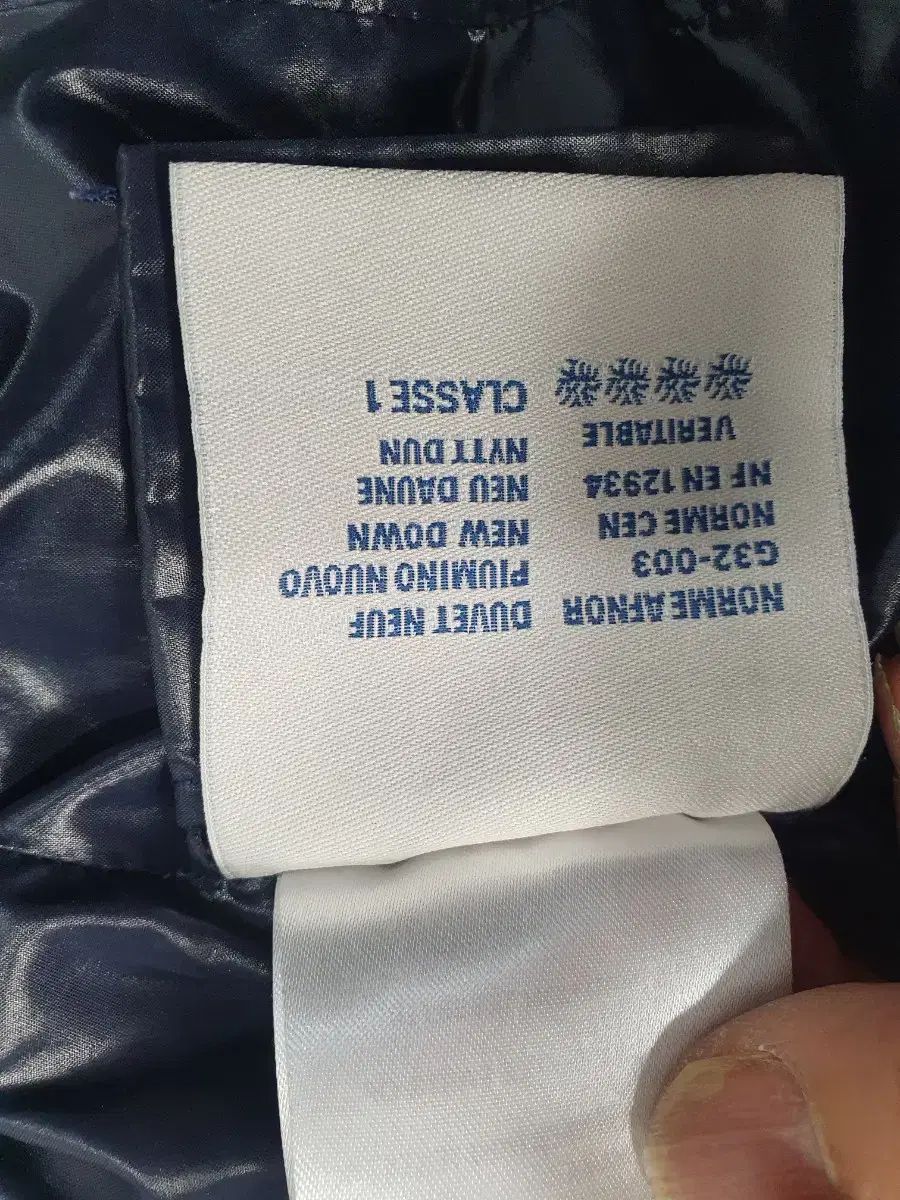 NORMEAFNOR
G32-003
NORME CEN
NF EN 12934
VERITABLE
DUVET NEUF
PIUMINO NUOVO
NEW DOWN
NEU DAUNE
NYTT DUN
CLASSE 1